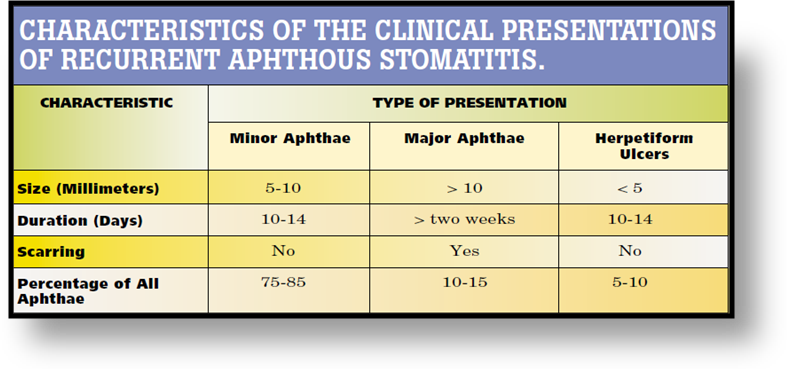 CHARACTERISTICS OF THE CLINICAL PRESENTATIONS
OF RECURRENT APHTHOUS STOMATITIS.
CHARACTERISTIC TYPE OF PRESENTATION
Minor Aphthae Major Aphthae Herpetiform
Ulcers
Size (Millimeters) 5-10 > 10 < 5
Duration (Days) 10-14 > two weeks 10-14
Scarring No Yes No
Percentage of All 75-85 10-15 5-10
Aphthae